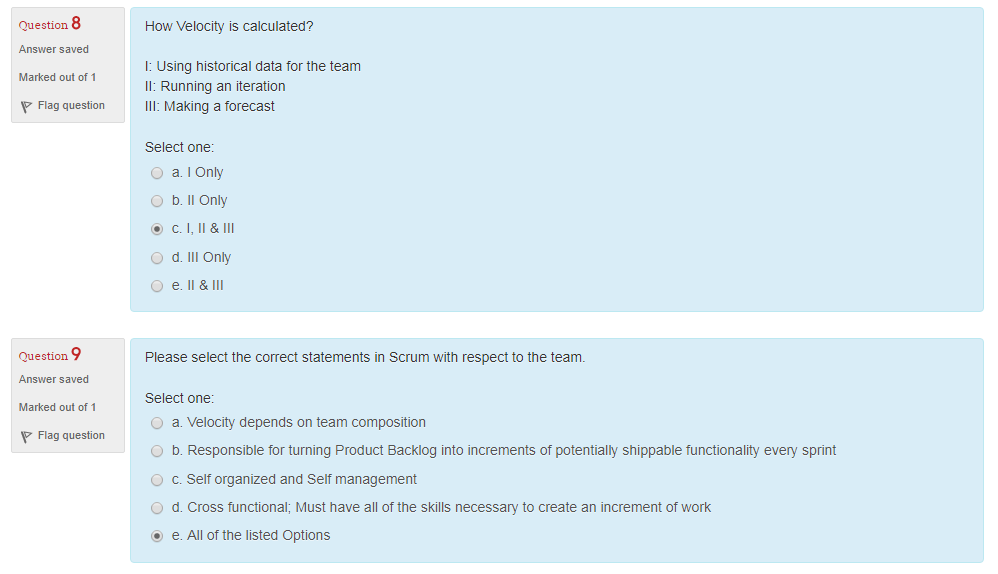 Question 8
Answer saved
Marked out of 1
Flag question
How Velocity is calculated?
I: Using historical data for the team
II: Running an iteration
III: Making a forecast
Select one:
a. I Only
b. II Only
c. I, II & III
d. III Only
e. II & III
Question 9
Answer saved
Marked out of 1
Flag question
Please select the correct statements in Scrum with respect to the team.
Select one:
a. Velocity depends on team composition
b. Responsible for turning Product Backlog into increments of potentially shippable functionality every sprint
c. Self organized and Self management
d. Cross functional; Must have all of the skills necessary to create an increment of work
e. All of the listed Options